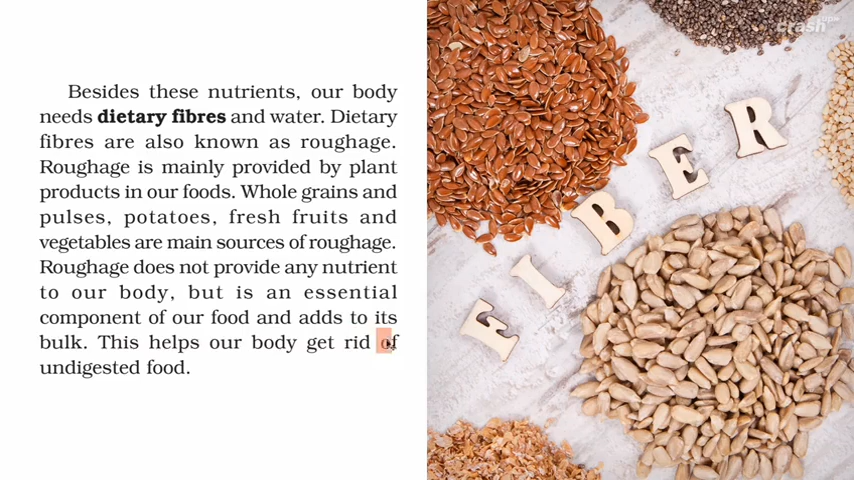 Besides these nutrients, our body
needs dietary fibres and water. Dietary
fibres are also known as roughage.
Roughage is mainly provided by plant
products in our foods. Whole grains and
pulses, potatoes, fresh fruits and
vegetables are main sources of roughage.
Roughage does not provide any nutrient
to our body, but is an essential
component of our food and adds to its
bulk. This helps our body get rid of
undigested food.
FIBER
crash